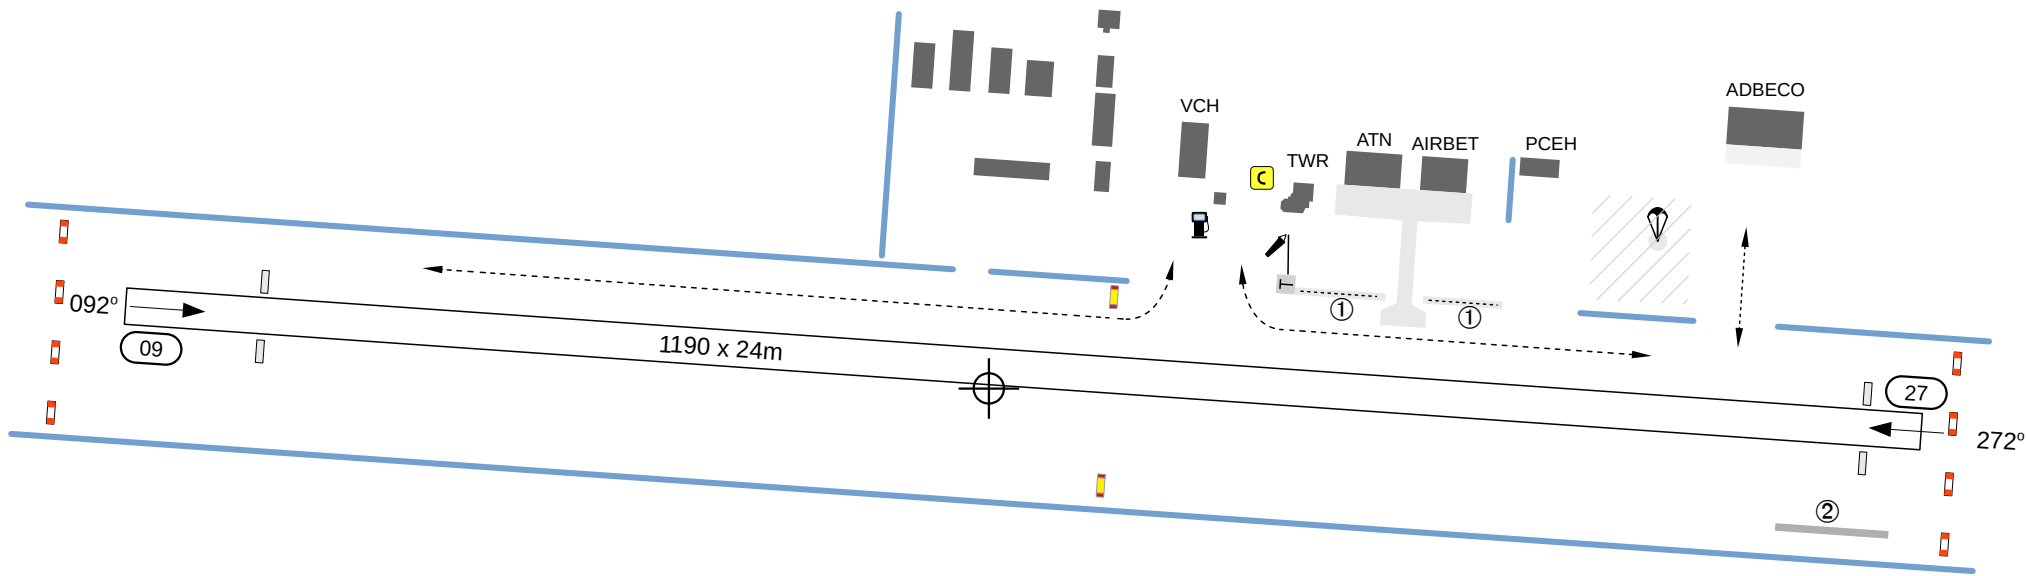 ADBECO
VCH
ATN
AIRBET
PCEH
TWR
C
T
092º
①
①
09
1190 x 24m
27
272º
②